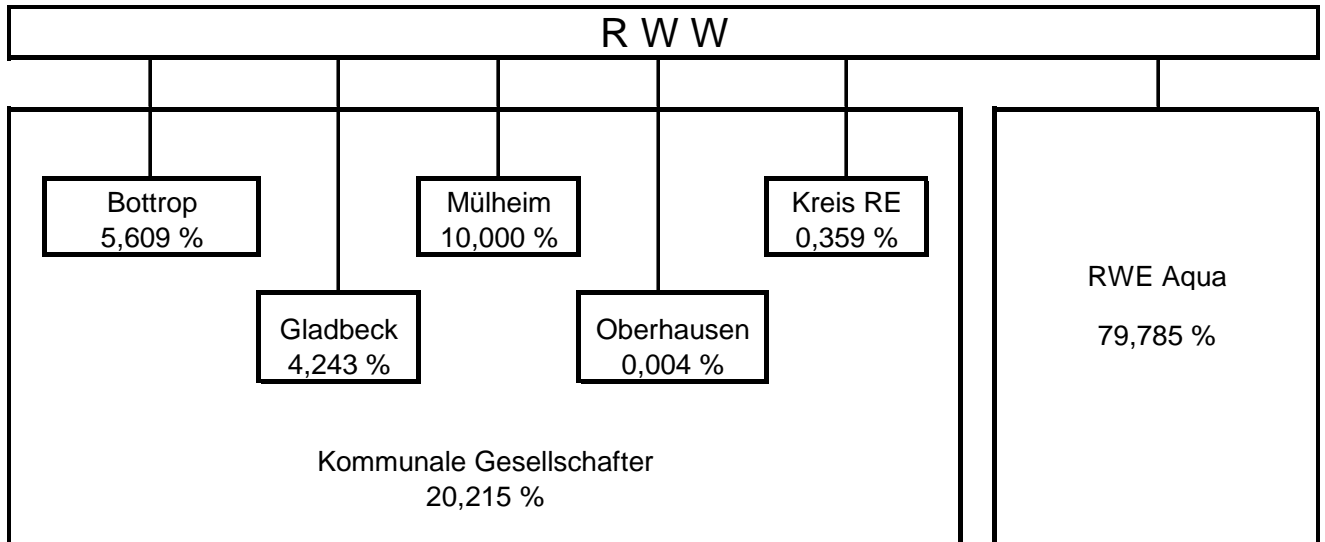 R W W
Bottrop
5,609 %
Mülheim
10,000 %
Kreis RE
0,359 %
Gladbeck
4,243 %
Oberhausen
0,004 %
RWE Aqua
79,785 %
Kommunale Gesellschafter
20,215 %